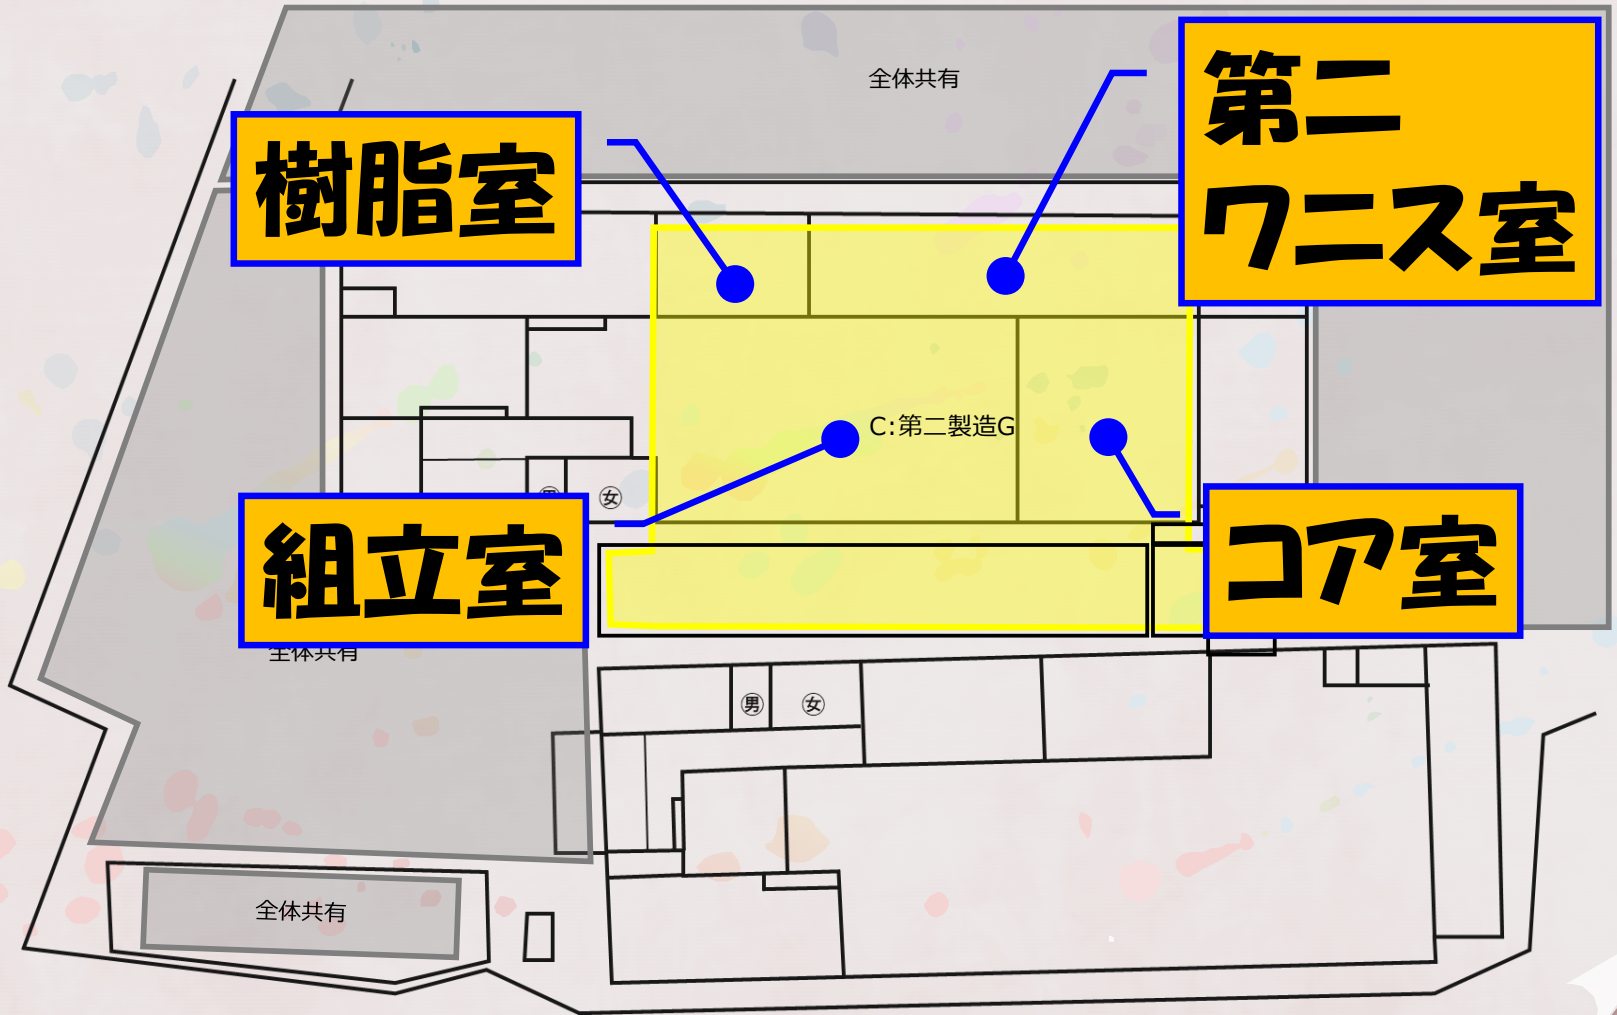 全体共有
第二
ワニス室
樹脂室
C:第二製造G
男
女
組立室
コア室
全体共有
男
女
全体共有